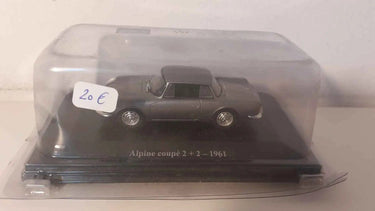 20 €
Alpine coupé 2 + 2 – 1961